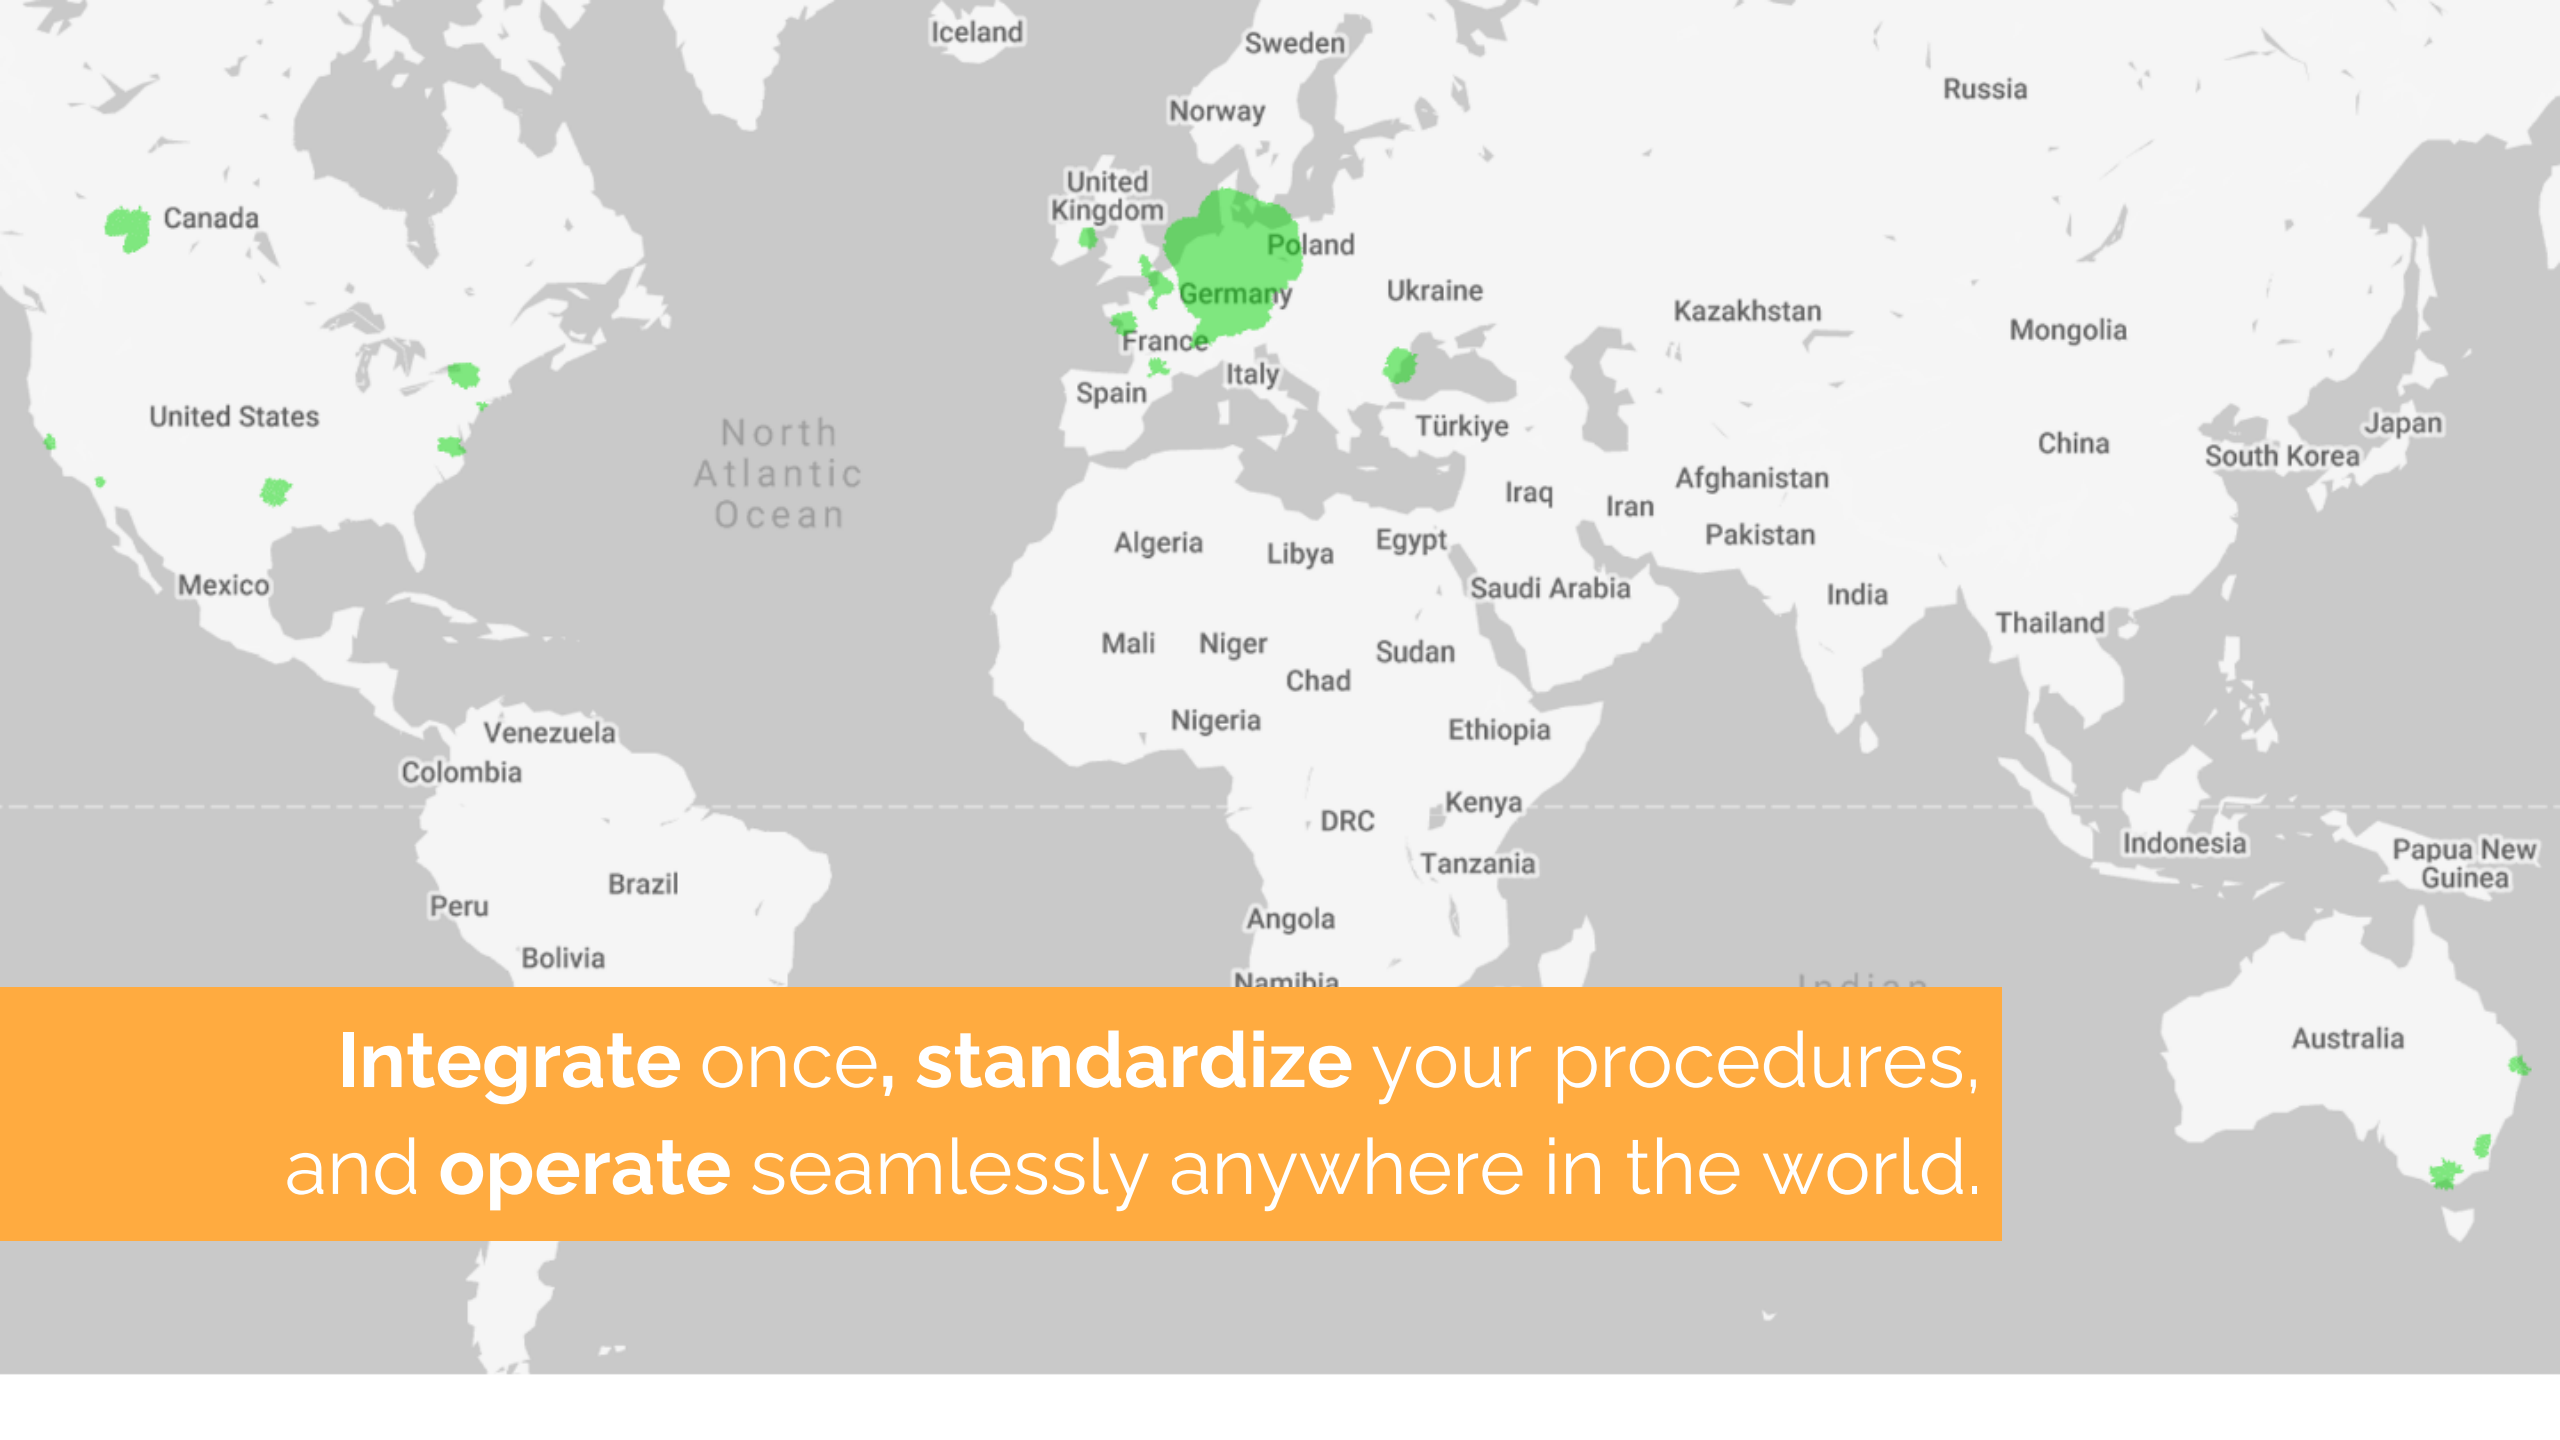 Iceland
Sweden
Russia
Norway
United
Kingdom
Canada
Poland
Germany
Ukraine
Kazakhstan
Mongolia
France
Italy
Spain
United States
Türkiye
Japan
China
South Korea
North
Atlantic
Ocean
Afghanistan
Iraq
Iran
Pakistan
Algeria
Libya
Egypt
Mexico
Saudi Arabia
India
Thailand
Mali
Niger
Sudan
Chad
Nigeria
Ethiopia
Venezuela
Colombia
Kenya
DRC
Tanzania
Indonesia
Papua New
Guinea
Brazil
Peru
Angola
Bolivia
Namibia
Indian
Australia
Integrate once, standardize your procedures,
and operate seamlessly anywhere in the world.